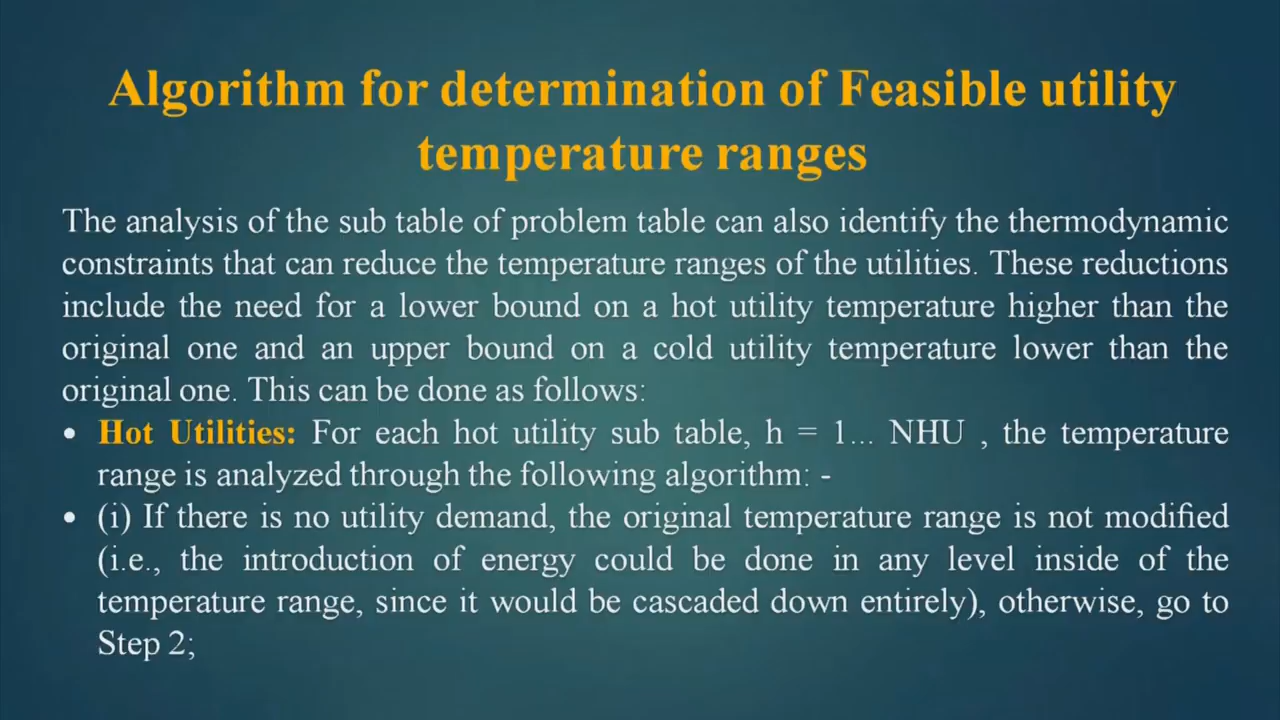 Algorithm for determination of Feasible utility
temperature ranges
The analysis of the sub table of problem table can also identify the thermodynamic
constraints that can reduce the temperature ranges of the utilities. These reductions
include the need for a lower bound on a hot utility temperature higher than the
original one and an upper bound on a cold utility temperature lower than the
original one. This can be done as follows:
• Hot Utilities: For each hot utility sub table, h = 1... NHU , the temperature
range is analyzed through the following algorithm: -
• (i) If there is no utility demand, the original temperature range is not modified
(i.e., the introduction of energy could be done in any level inside of the
temperature range, since it would be cascaded down entirely), otherwise, go to
Step 2;